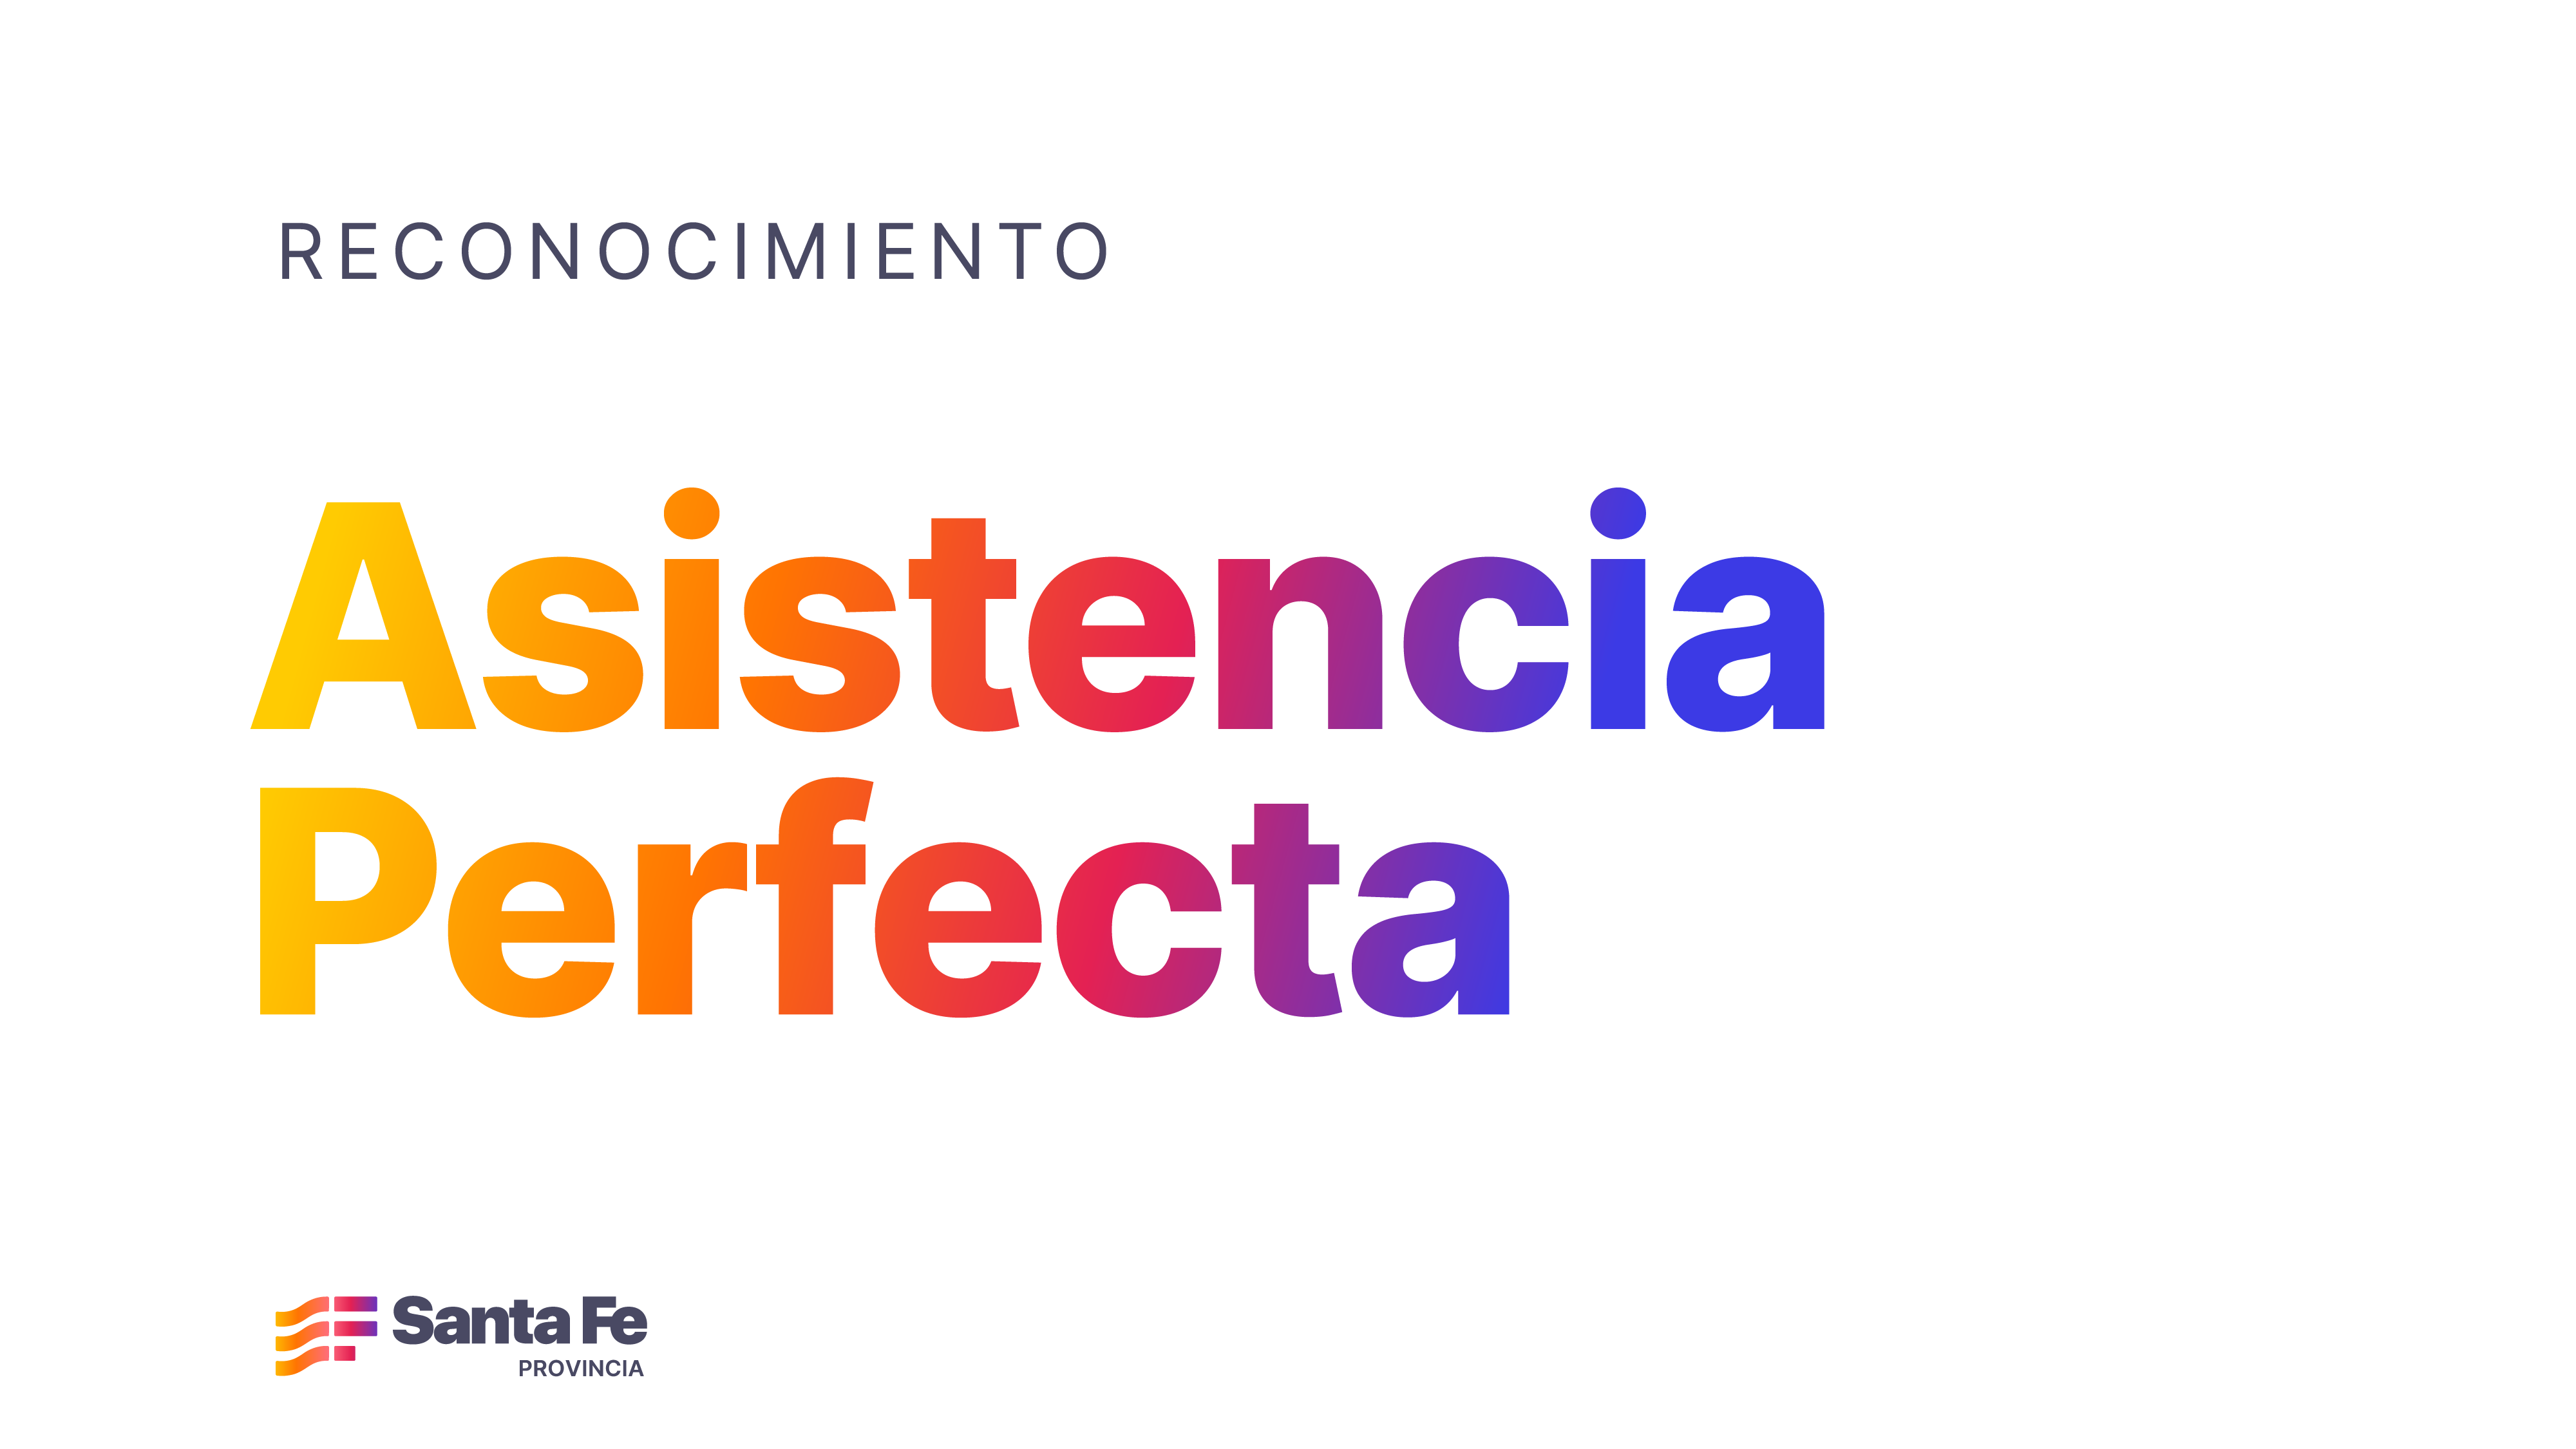 RECONOCIMIENTO
Asistencia
Perfecta
Santa Fe
PROVINCIA